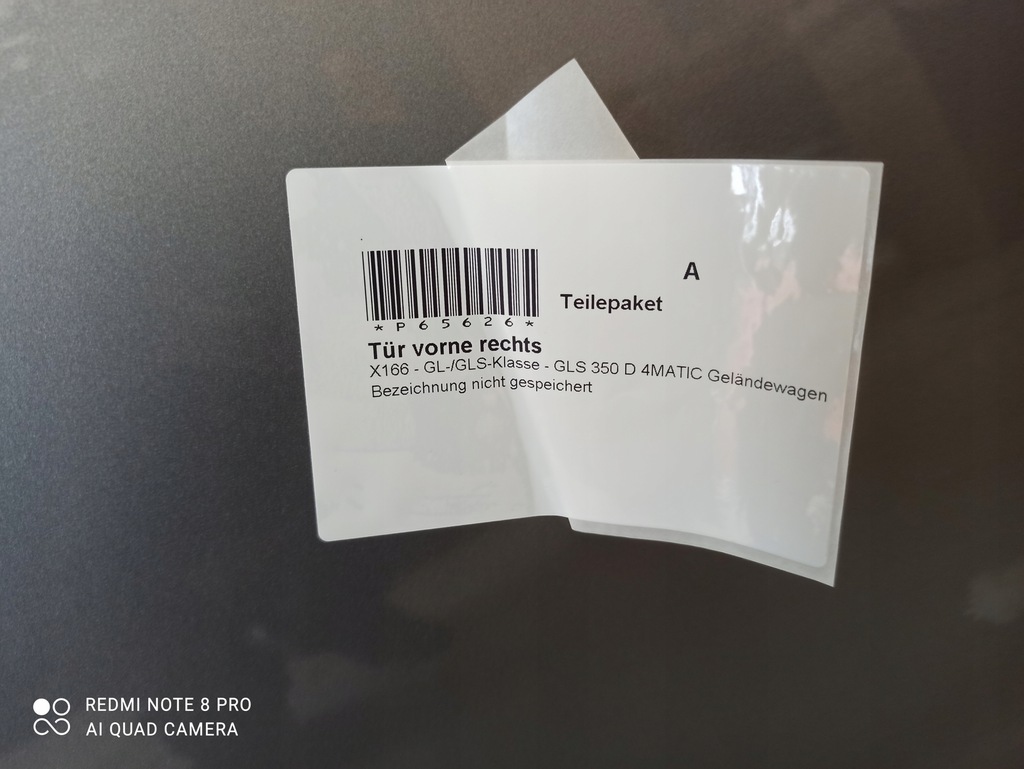 A
Teilepaket
*P65626*
Tür vorne rechts
X166 - GL-/GLS-Klasse - GLS 350 D 4MATIC Geländewagen
Bezeichnung nicht gespeichert
REDMI NOTE 8 PRO
AI QUAD CAMERA